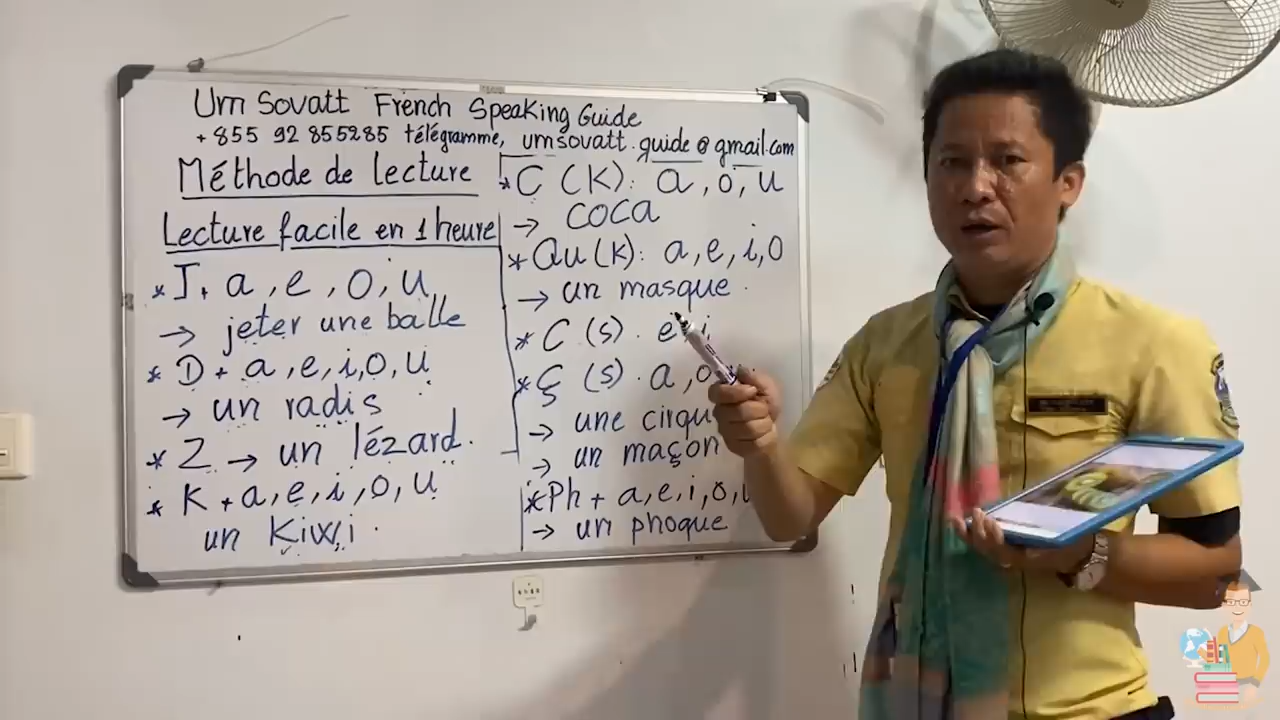 Um Sovatt French Speaking Guide
+855 92 855285 télégramme, umsovatt.guide@gmail.com
Méthode de lecture
Lecture facile en 1 heure
* J+ a, e, o, u
→ jeter une balle
* D+ a, e, i, o, u
→ un radis
* Z → un lézard.
* K+a, e, i, o, u
un Kiwi.
* C (K): a, o, u
→ coca
* Qu(K): a, e, i, o
→ un masque.
* C (s). e, i
* Ç (s). a, o
→ une cirqu
→ un maçon
* Ph + a, e, i, o, u
→ un phoque